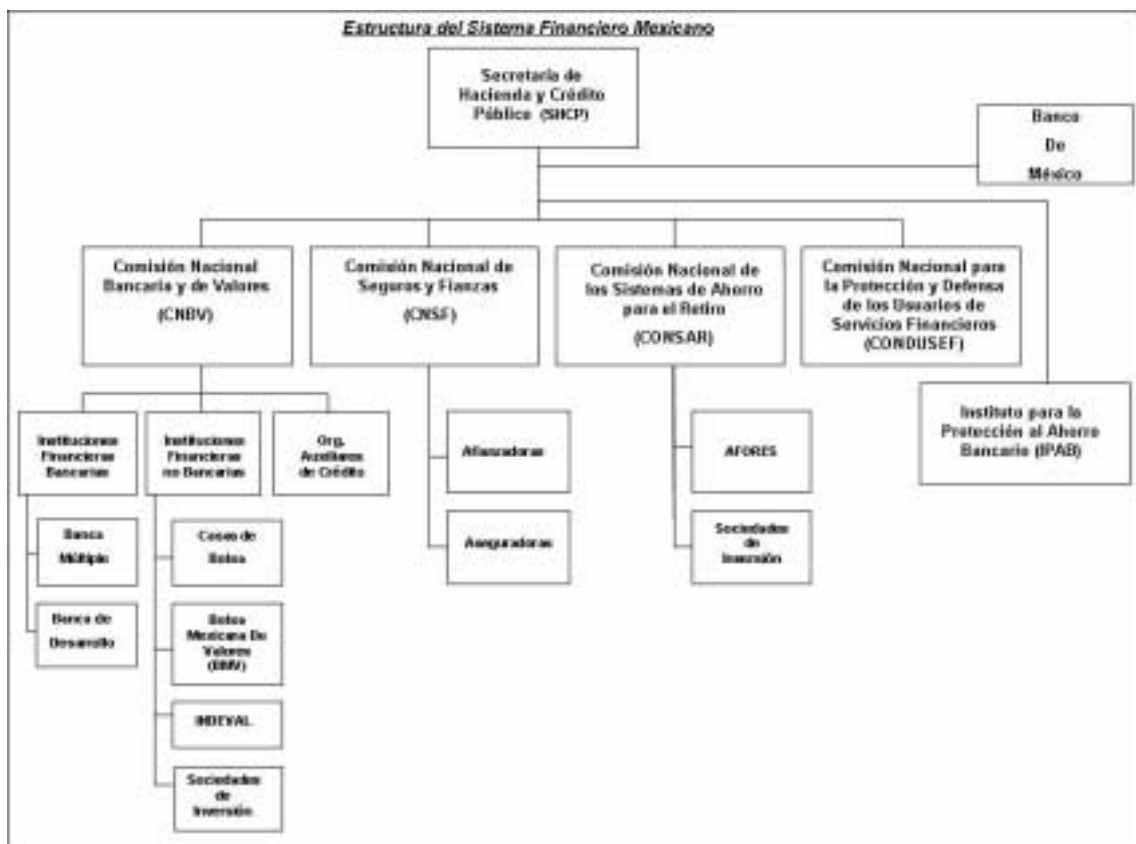 Estructura del Sistema Financiero Mexicano
Secretaría de
Hacienda y Crédito
Público (SHCP)
Banco
De
México
Comisión Nacional
Bancaria y de Valores
(CNBV)
Comisión Nacional de
Seguros y Fianzas
(CNSF)
Comisión Nacional de
los Sistemas de Ahorro
para el Retiro
(CONSAR)
Comisión Nacional para
la Protección y Defensa
de los Usuarios de
Servicios Financieros
(CONDUSEF)
Instituto para la
Protección al Ahorro
Bancario (IPAB)
Instituciones
Financieras
Bancarias
Instituciones
Financieras
no Bancarias
Org.
Auxiliares
de Crédito
Afianzadoras
AFORES
Banca
Múltiple
Casas de
Bolsa
Aseguradoras
Sociedades
de
Inversión
Banca de
Desarrollo
Bolsa
Mexicana De
Valores
(BMV)
INDEVAL
Sociedades
de
Inversión